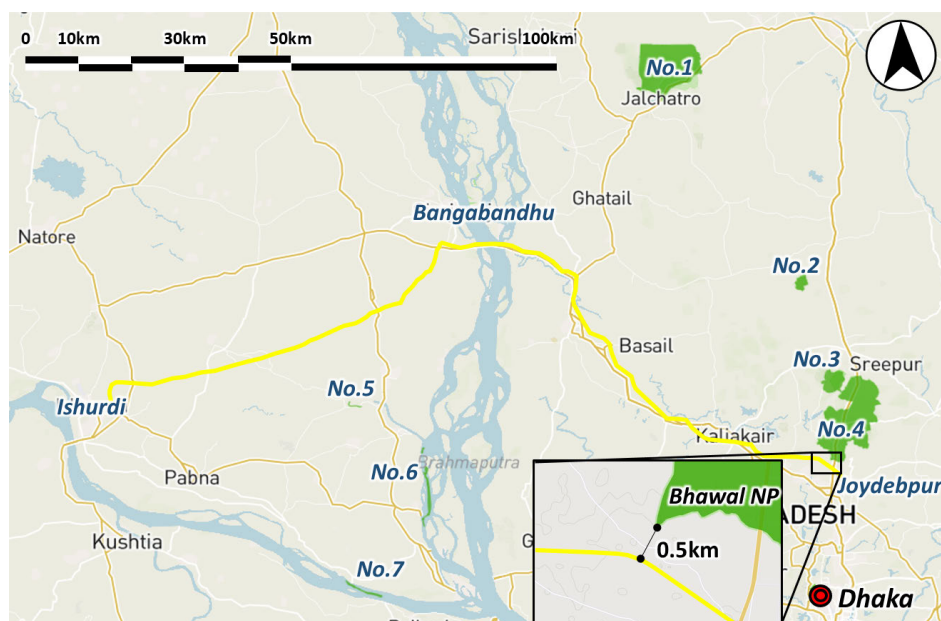 0 10km 30km 50km 100km
No.1
Jalchatro
Ghatail
Bangabandhu
Natore
No.2
Basail
No.3
Sreepur
No.5
Ishurdi
No.4
Kaliakair
No.6
Brahmaputra
Pabna
Joydebpur
Bhawal NP
ADESH
Kushtia
G
0.5km
No.7
Dhaka